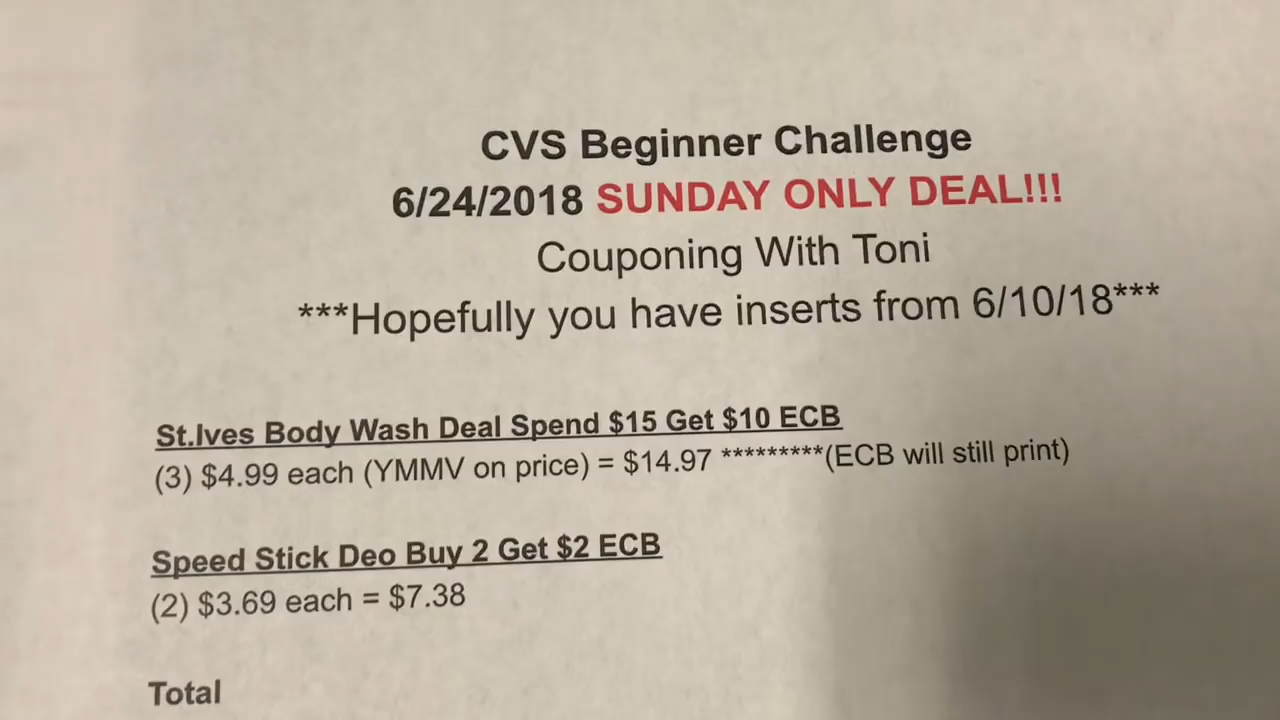 CVS Beginner Challenge
6/24/2018 SUNDAY ONLY DEAL!!!
Couponing With Toni
***Hopefully you have inserts from 6/10/18***
St.Ives Body Wash Deal Spend $15 Get $10 ECB
(3) $4.99 each (YMMV on price) = $14.97 *********(ECB will still print)
Speed Stick Deo Buy 2 Get $2 ECB
(2) $3.69 each = $7.38
Total